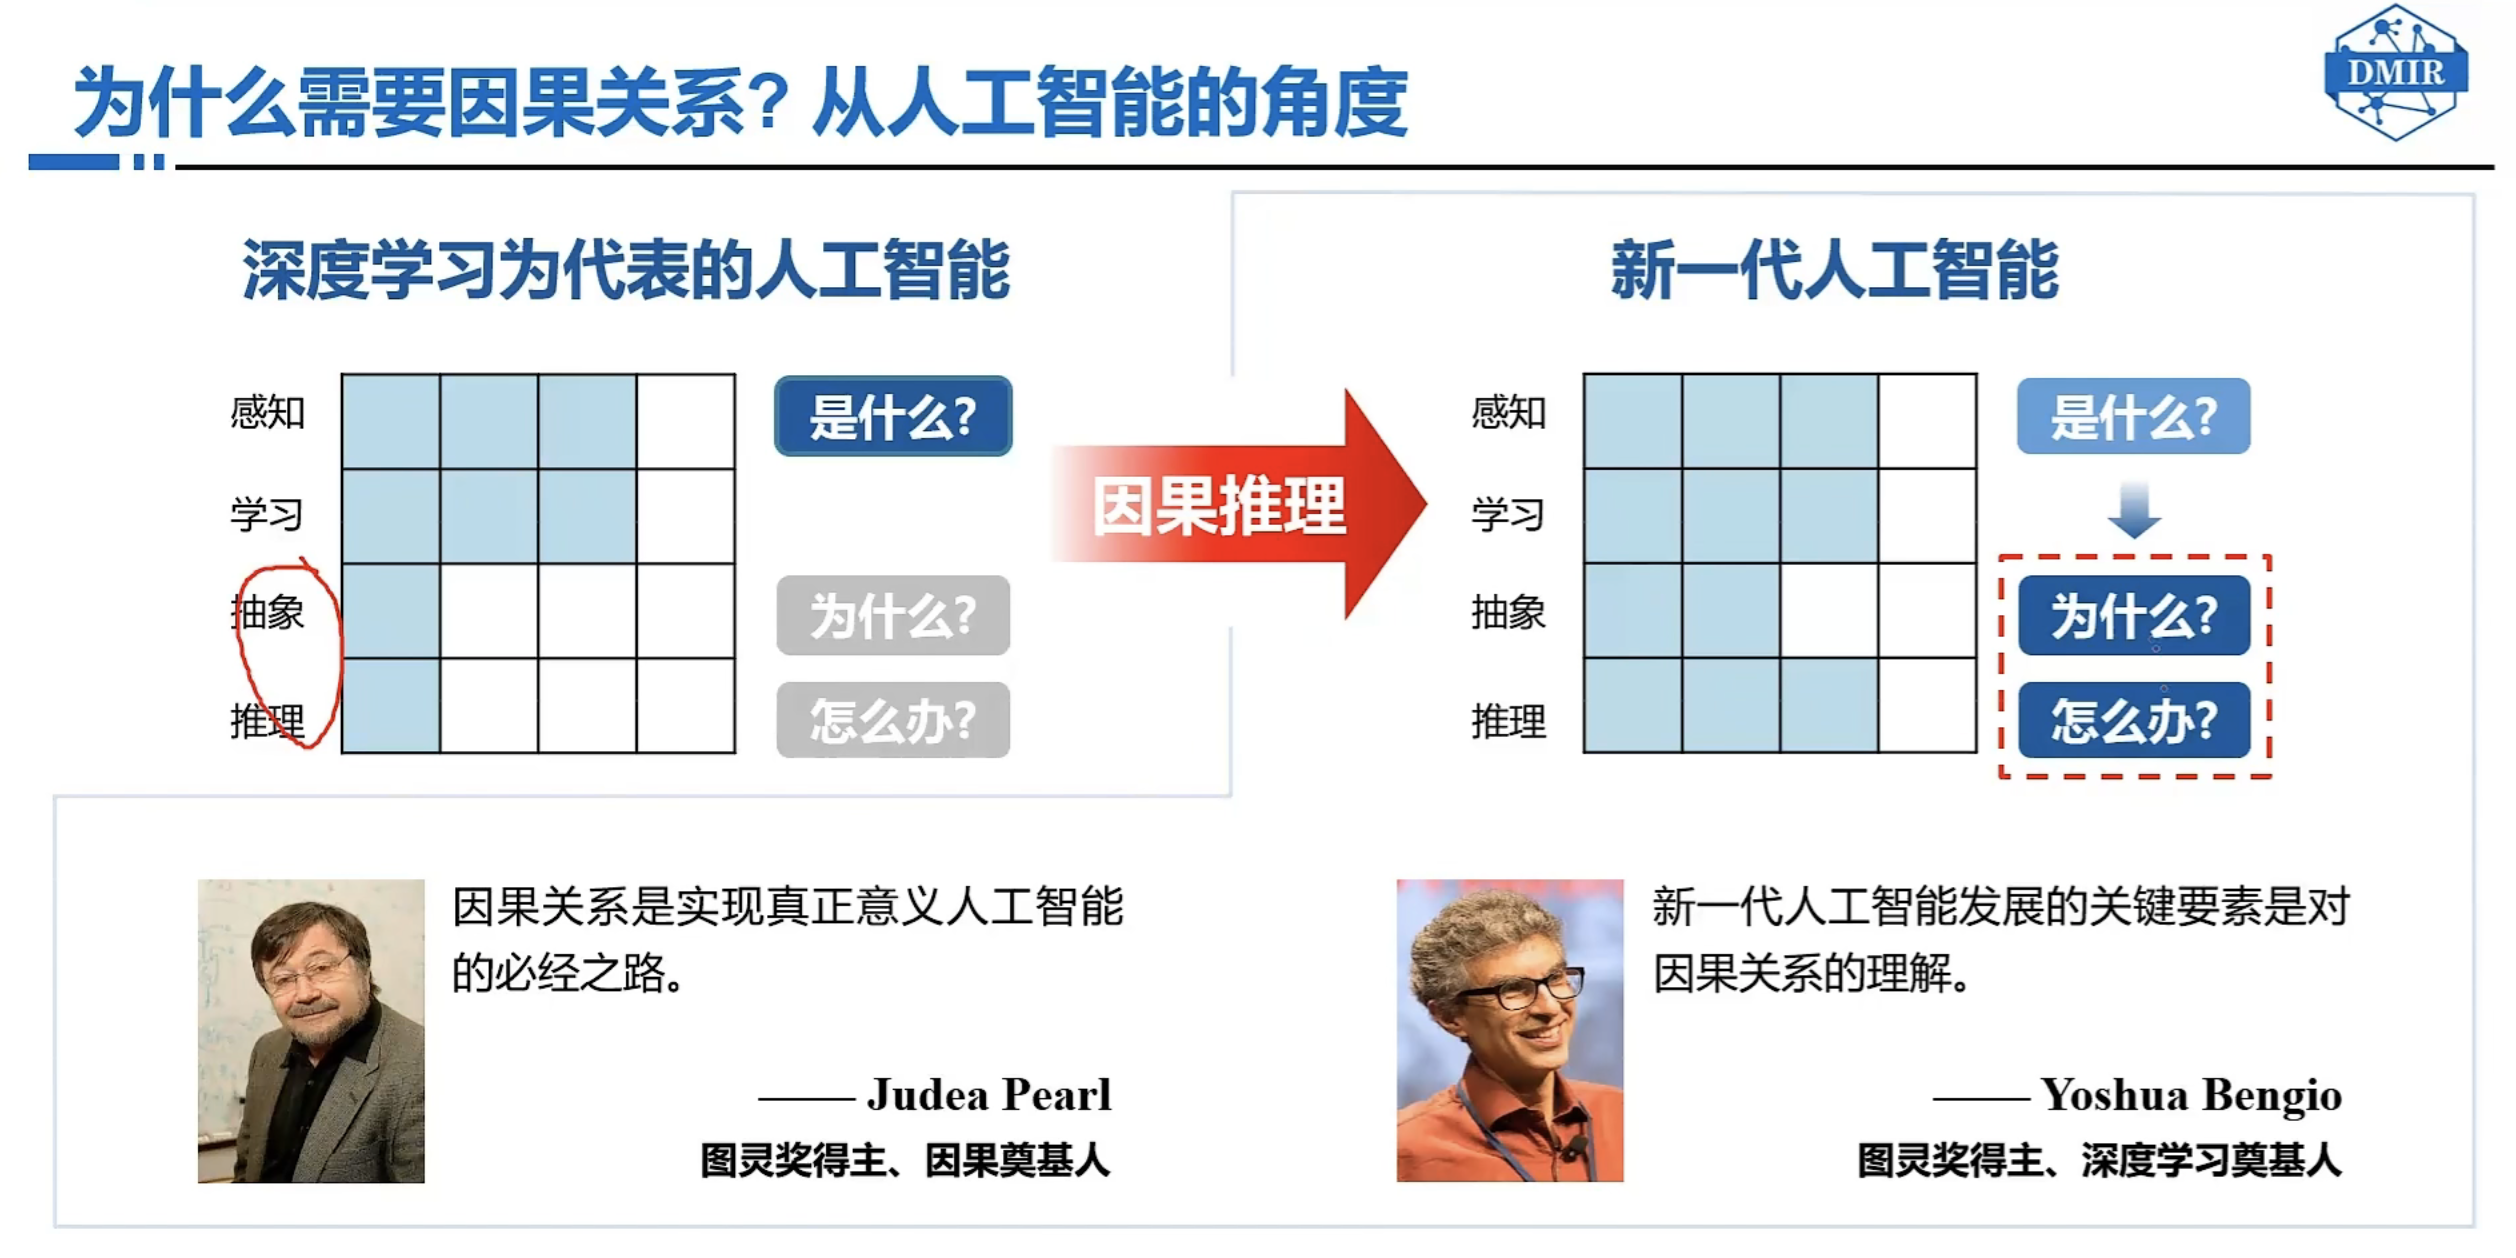 为什么需要因果关系？从人工智能的角度
DMIR
深度学习为代表的人工智能
感知
学习
抽象
推理
是什么?
为什么?
怎么办?
因果推理
新一代人工智能
感知
学习
抽象
推理
是什么?
为什么?
怎么办?
因果关系是实现真正意义人工智能
的必经之路。
—— Judea Pearl
图灵奖得主、因果奠基人
新一代人工智能发展的关键要素是对
因果关系的理解。
—— Yoshua Bengio
图灵奖得主、深度学习奠基人